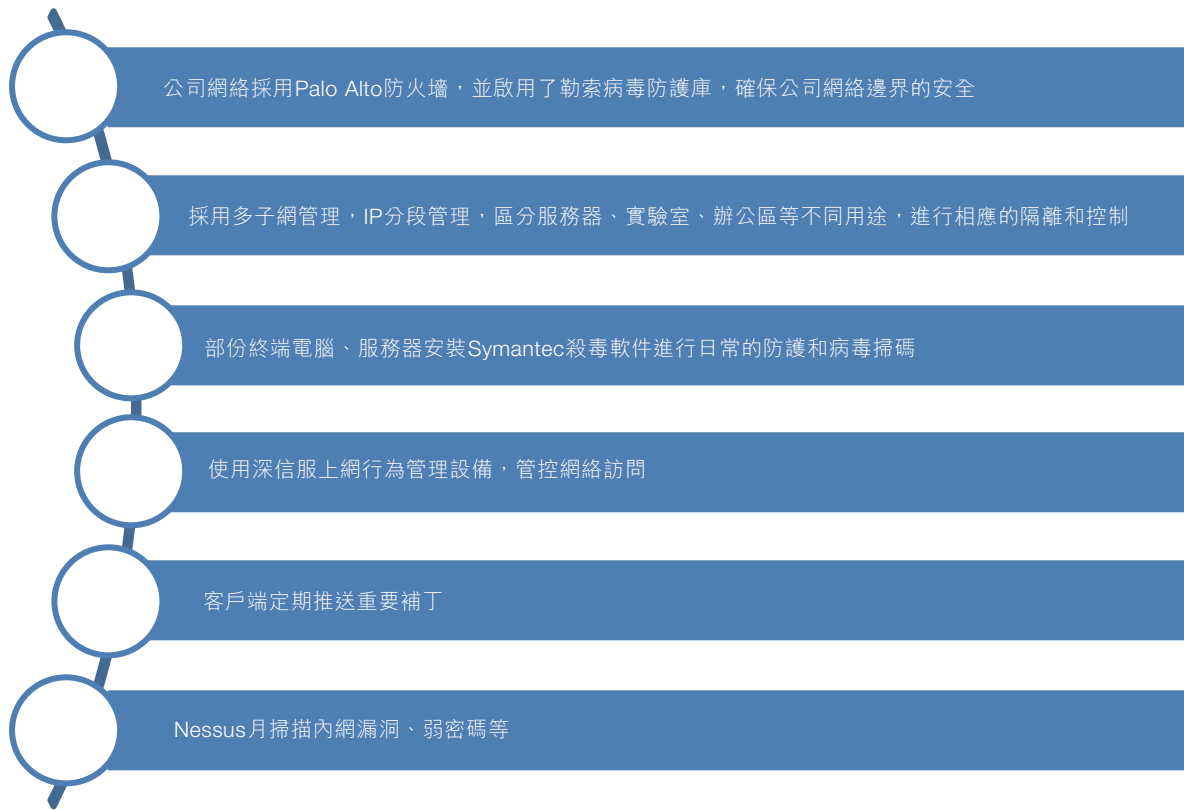 公司網絡採用Palo Alto防火墻，並啟用了勒索病毒防護庫，確保公司網絡邊界的安全
採用多子網管理，IP分段管理，區分服務器、實驗室、辦公區等不同用途，進行相應的隔離和控制
部份終端電腦、服務器安裝Symantec殺毒軟件進行日常的防護和病毒掃碼
使用深信服上網行為管理設備，管控網絡訪問
客戶端定期推送重要補丁
Nessus月掃描內網漏洞、弱密碼等